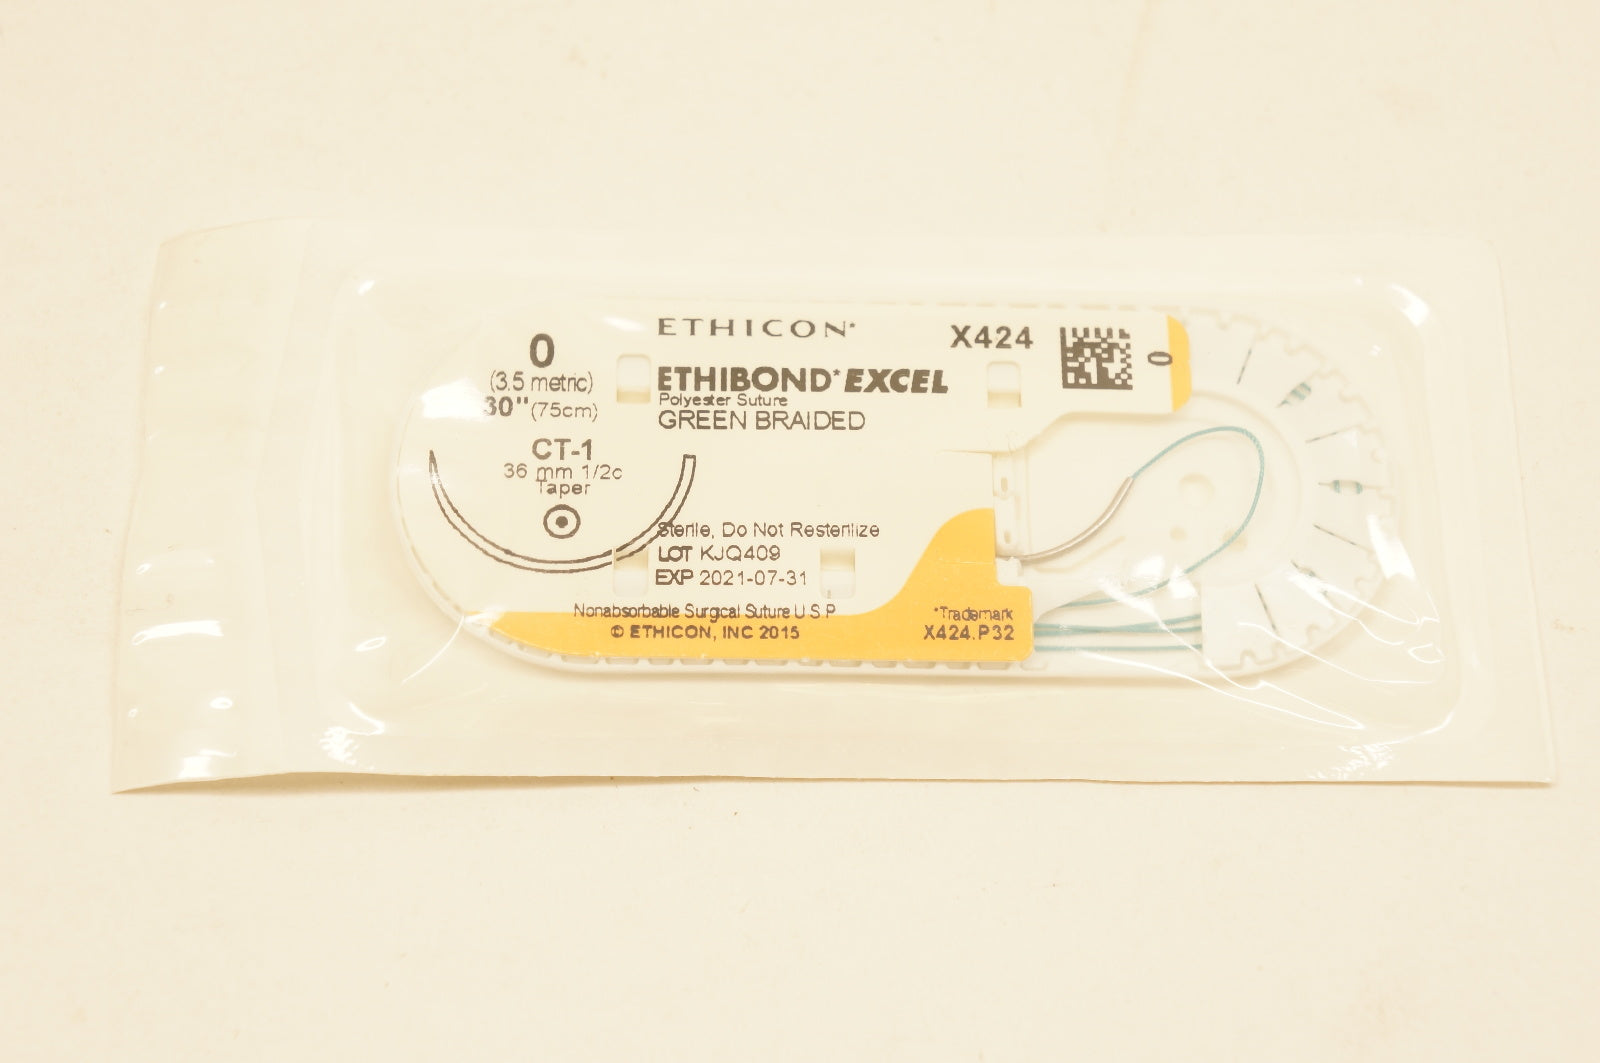 0
(3.5 metric)
30" (75cm)
CT-1
36 mm 1/2c
Taper
ETHICON*
X424
0
ETHIBOND* EXCEL
Polyester Suture
GREEN BRAIDED
Sterile, Do Not Resterilize
LOT KJQ409
EXP 2021-07-31
Nonabsorbable Surgical Suture U.S.P
© ETHICON, INC 2015
*Trademark
X424.P32